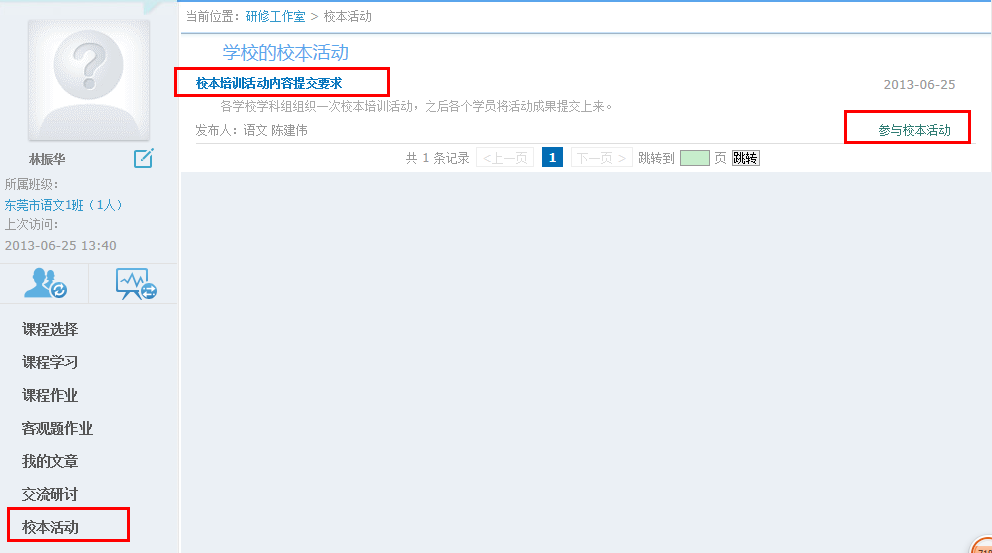 当前位置：研修工作室 > 校本活动
学校的校本活动
校本培训活动内容提交要求
2013-06-25
各学校学科组组织一次校本培训活动，之后各个学员将活动成果提交上来。
发布人：语文 陈建伟
参与校本活动
共 1 条记录 <上一页 1 下一页 > 跳转到 页 跳转
林振华
所属班级：
东莞市语文1班（1人）
上次访问：
2013-06-25 13:40
课程选择
课程学习
课程作业
客观题作业
我的文章
交流研讨
校本活动